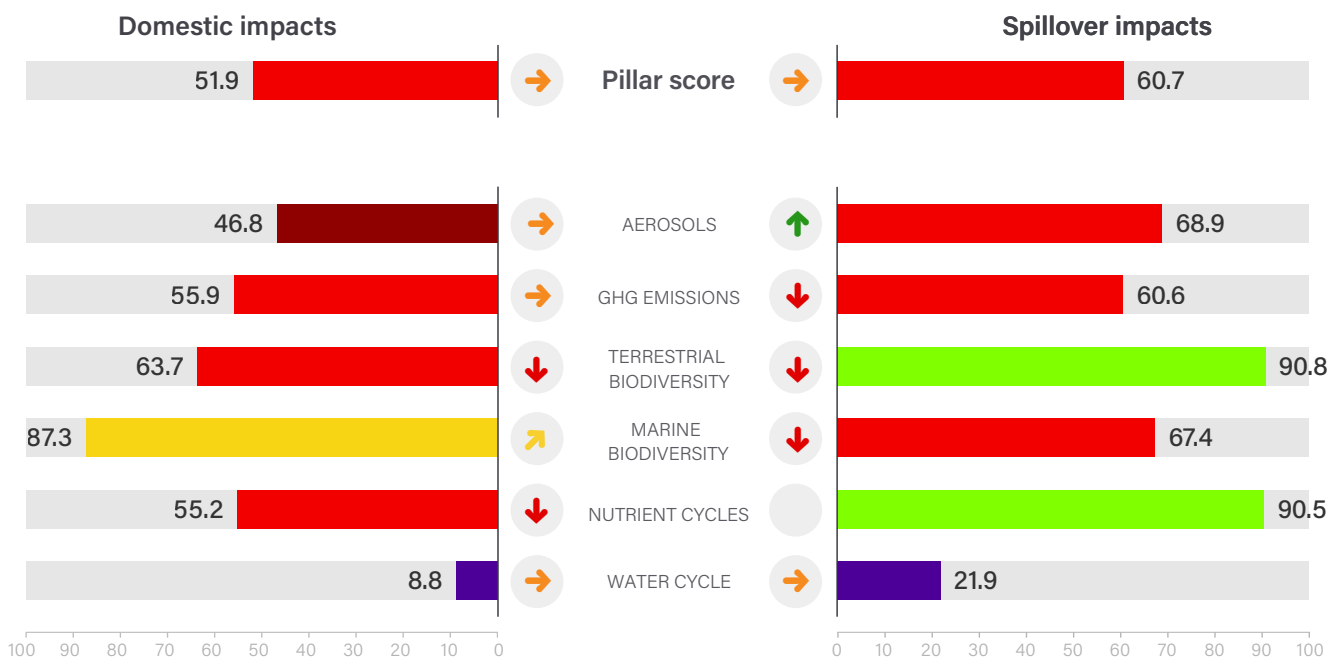 Domestic impacts
Spillover impacts
51.9
Pillar score
60.7
46.8
AEROSOLS
68.9
55.9
GHG EMISSIONS
60.6
63.7
TERRESTRIAL
BIODIVERSITY
90.8
87.3
MARINE
BIODIVERSITY
67.4
55.2
NUTRIENT CYCLES
90.5
8.8
WATER CYCLE
21.9
100 90 80 70 60 50 40 30 20 10 0
0 10 20 30 40 50 60 70 80 90 100